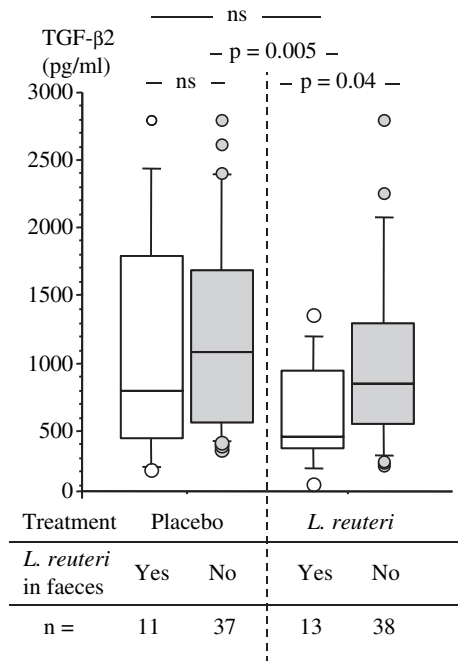 ns
TGF-β2
(pg/ml)
p = 0.005
ns
p = 0.04
3000
2500
2000
1500
1000
500
0
Treatment Placebo L. reuteri
L. reuteri
in faeces Yes No Yes No
n = 11 37 13 38